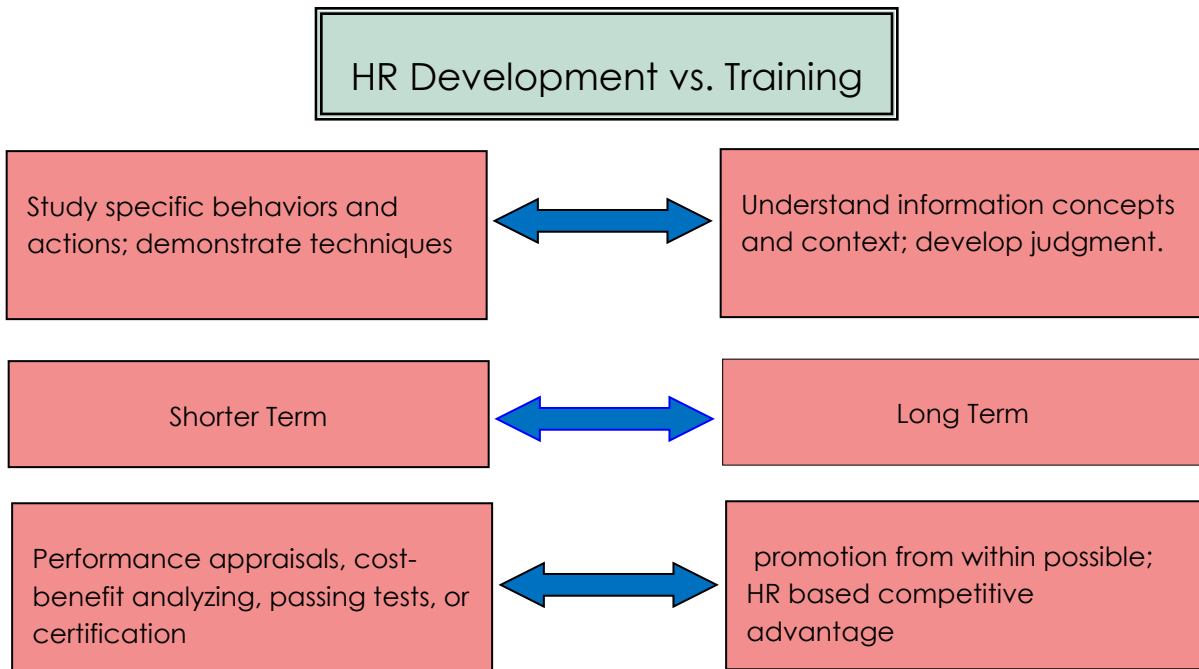 HR Development vs. Training
Study specific behaviors and
actions; demonstrate techniques
Understand information concepts
and context; develop judgment.
Shorter Term
Long Term
Performance appraisals, cost-
benefit analyzing, passing tests, or
certification
promotion from within possible;
HR based competitive
advantage